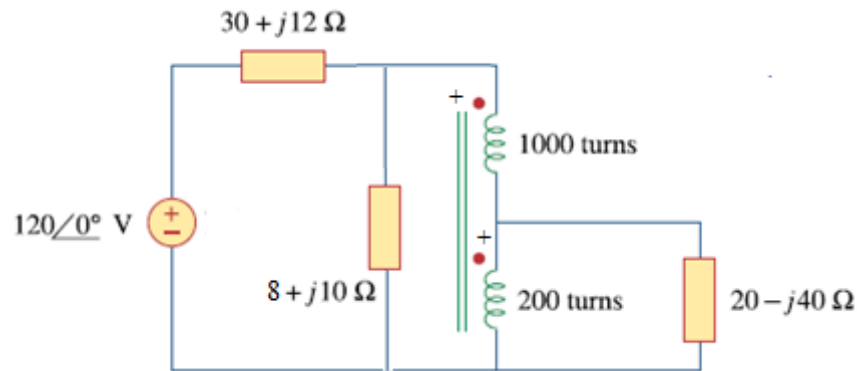 30 + j12 Ω
+
1000 turns
120/0° V
+
−
+
8 + j10 Ω
200 turns
20 − j40 Ω